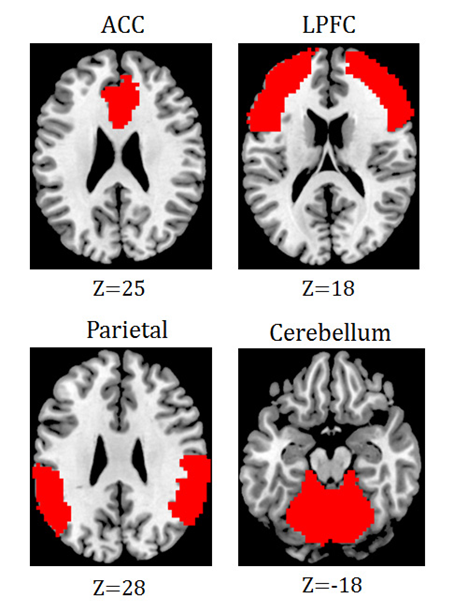 ACC
LPFC
Z=25
Z=18
Parietal
Cerebellum
Z=28
Z=-18